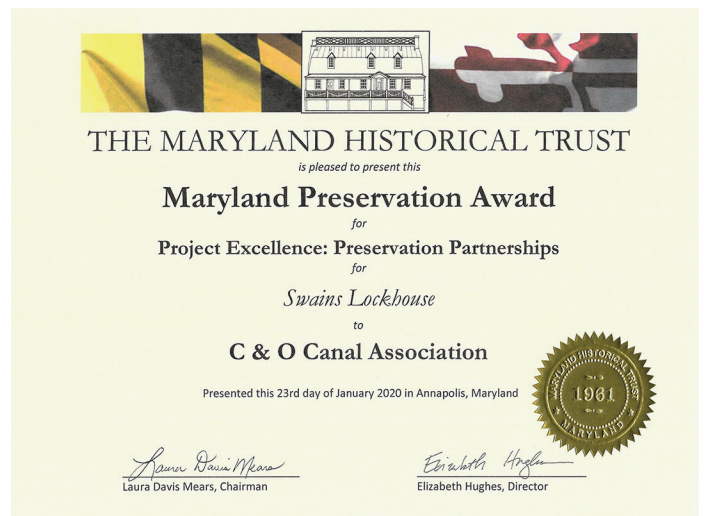 THE MARYLAND HISTORICAL TRUST
is pleased to present this
Maryland Preservation Award
for
Project Excellence: Preservation Partnerships
for
Swains Lockhouse
to
C & O Canal Association
Presented this 23rd day of January 2020 in Annapolis, Maryland
MARYLAND HISTORICAL TRUST
1961
MARYLAND
Laura Davis Mears
Laura Davis Mears, Chairman
Elizabeth Hughes
Elizabeth Hughes, Director